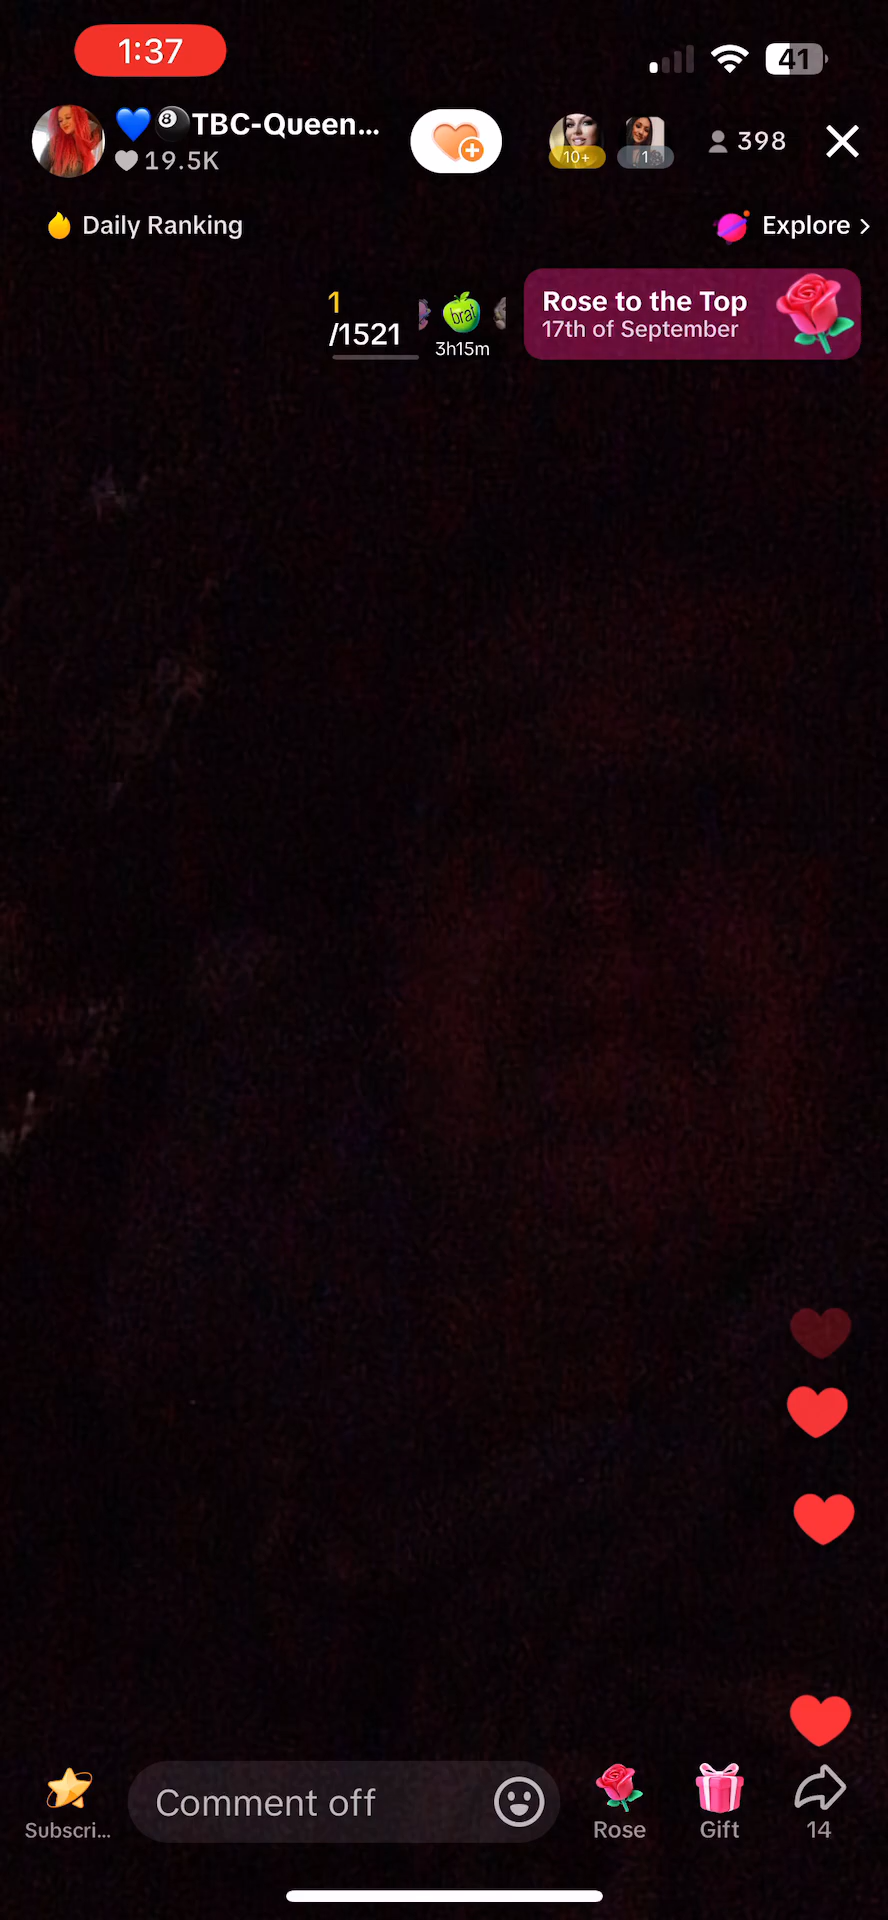 1:37
41
💙🎱TBC-Queen...
19.5K
10+
1
398
Daily Ranking
Explore >
1
/1521
brat
3h15m
Rose to the Top
17th of September
Comment off
Subscri...
Rose
Gift
14